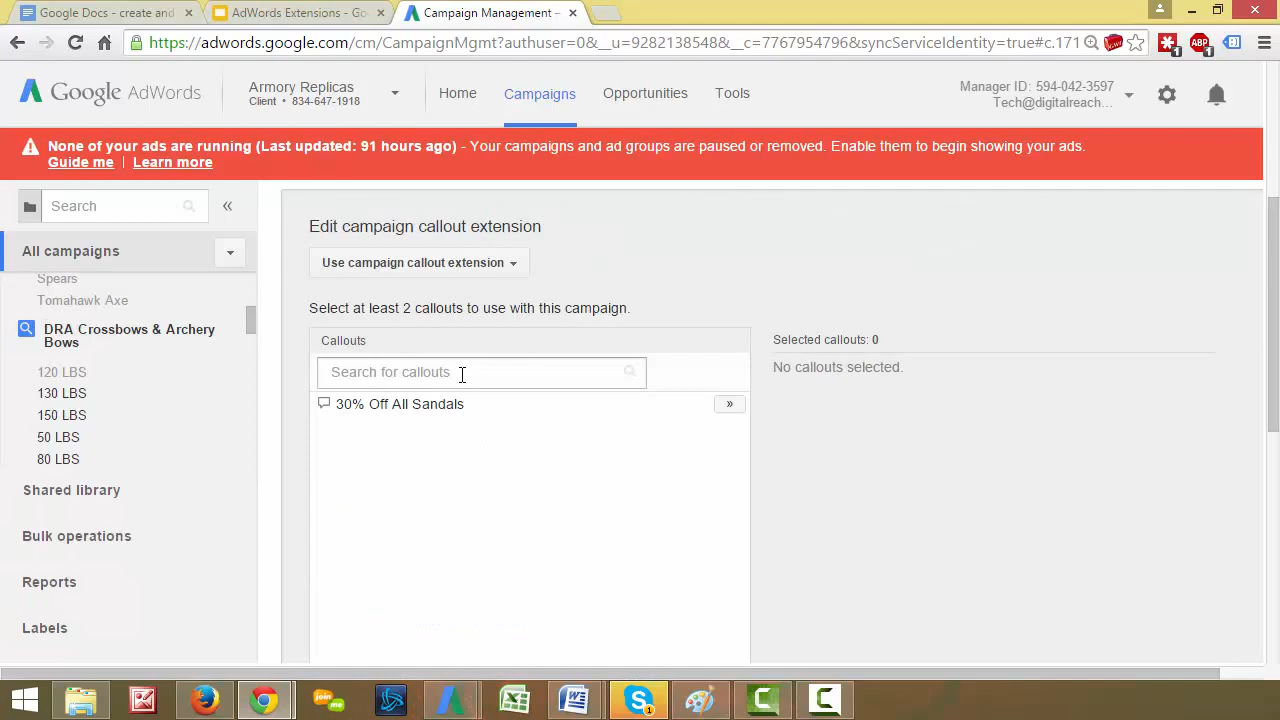 Google Docs - create and
AdWords Extensions - Go
Campaign Management –
https://adwords.google.com/cm/CampaignMgmt?authuser=0&__u=9282138548&__c=7767954796&syncServiceIdentity=true#c.171
1
ABP
1
Google AdWords
Armory Replicas
Client • 834-647-1918
Home
Campaigns
Opportunities
Tools
Manager ID: 594-042-3597
Tech@digitalreach...
None of your ads are running (Last updated: 91 hours ago) - Your campaigns and ad groups are paused or removed. Enable them to begin showing your ads.
Guide me | Learn more
Search
«
All campaigns
Spears
Tomahawk Axe
DRA Crossbows & Archery
Bows
120 LBS
130 LBS
150 LBS
50 LBS
80 LBS
Shared library
Bulk operations
Reports
Labels
Edit campaign callout extension
Use campaign callout extension
Select at least 2 callouts to use with this campaign.
Callouts
Search for callouts
30% Off All Sandals
»
Selected callouts: 0
No callouts selected.
join
me
1